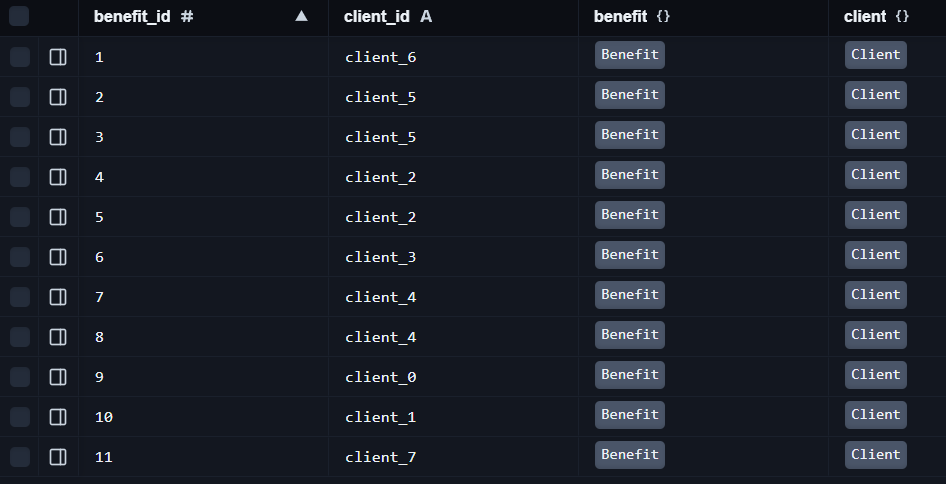 benefit_id # ▲ client_id A benefit {} client {}
1 client_6 Benefit Client
2 client_5 Benefit Client
3 client_5 Benefit Client
4 client_2 Benefit Client
5 client_2 Benefit Client
6 client_3 Benefit Client
7 client_4 Benefit Client
8 client_4 Benefit Client
9 client_0 Benefit Client
10 client_1 Benefit Client
11 client_7 Benefit Client